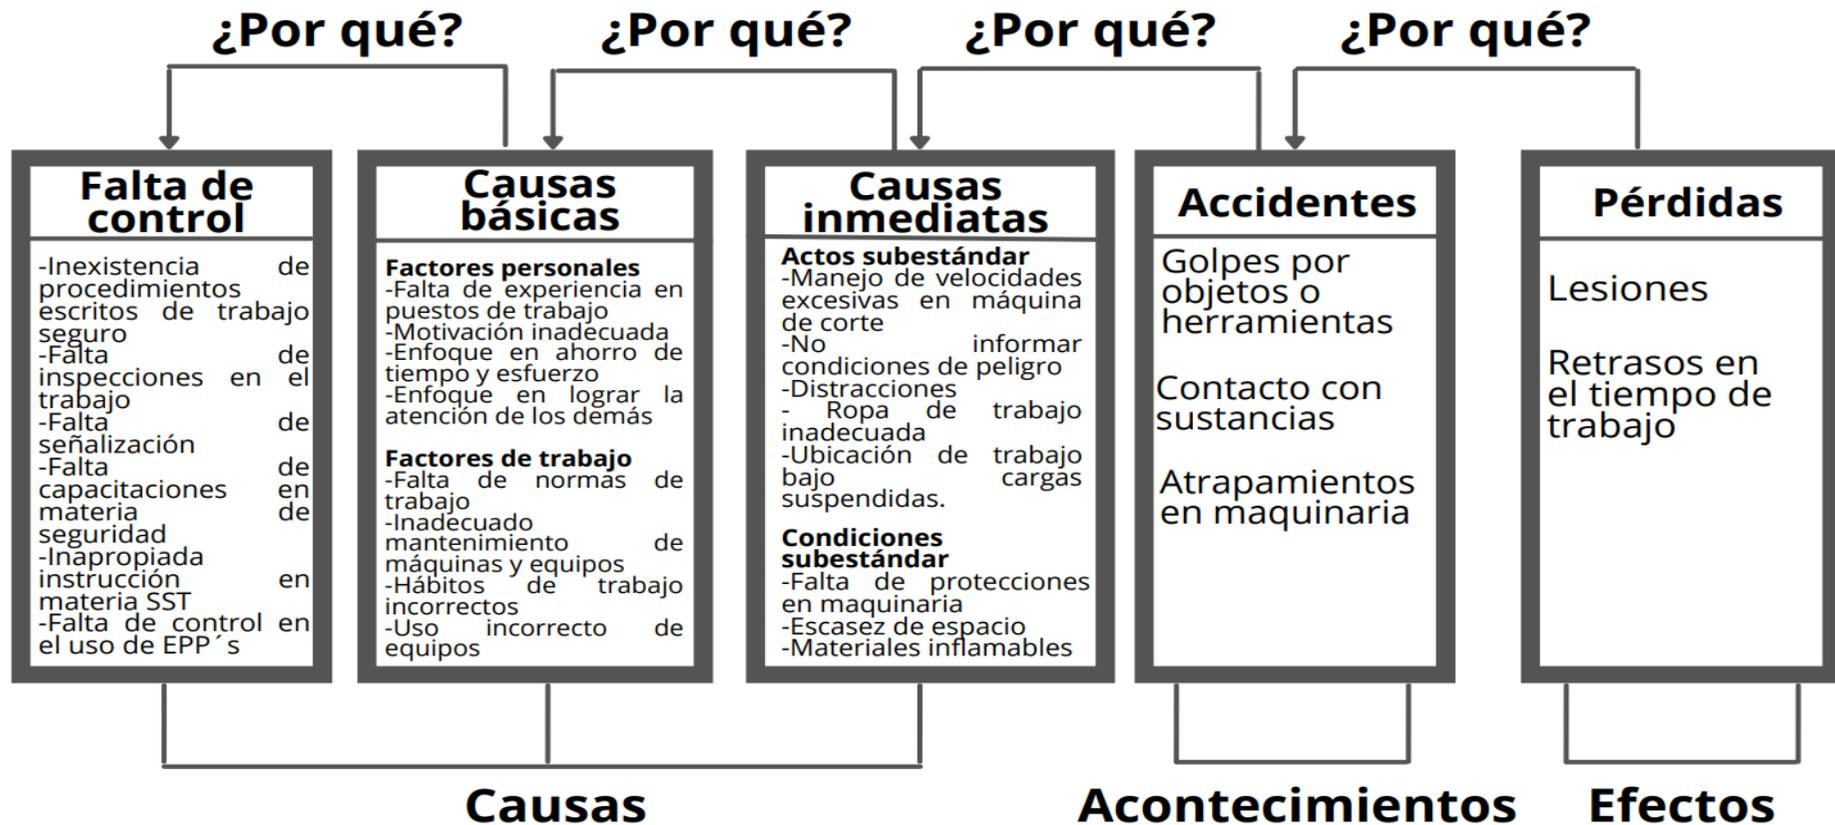 ¿Por qué?
¿Por qué?
¿Por qué?
¿Por qué?
Falta de
control
-Inexistencia de
procedimientos
escritos de trabajo
seguro
-Falta de
inspecciones en el
trabajo
-Falta de
señalización
-Falta de
capacitaciones en
materia de
seguridad
-Inapropiada
instrucción en
materia SST
-Falta de control en
el uso de EPP´s
Causas
básicas
Factores personales
-Falta de experiencia en
puestos de trabajo
-Motivación inadecuada
-Enfoque en ahorro de
tiempo y esfuerzo
-Enfoque en lograr la
atención de los demás
Factores de trabajo
-Falta de normas de
trabajo
-Inadecuado
mantenimiento de
máquinas y equipos
-Hábitos de trabajo
incorrectos
-Uso incorrecto de
equipos
Causas
inmediatas
Actos subestándar
-Manejo de velocidades
excesivas en máquina
de corte
-No informar
condiciones de peligro
-Distracciones
- Ropa de trabajo
inadecuada
-Ubicación de trabajo
bajo cargas
suspendidas.
Condiciones
subestándar
-Falta de protecciones
en maquinaria
-Escasez de espacio
-Materiales inflamables
Accidentes
Golpes por
objetos o
herramientas
Contacto con
sustancias
Atrapamientos
en maquinaria
Pérdidas
Lesiones
Retrasos en
el tiempo de
trabajo
Causas
Acontecimientos
Efectos